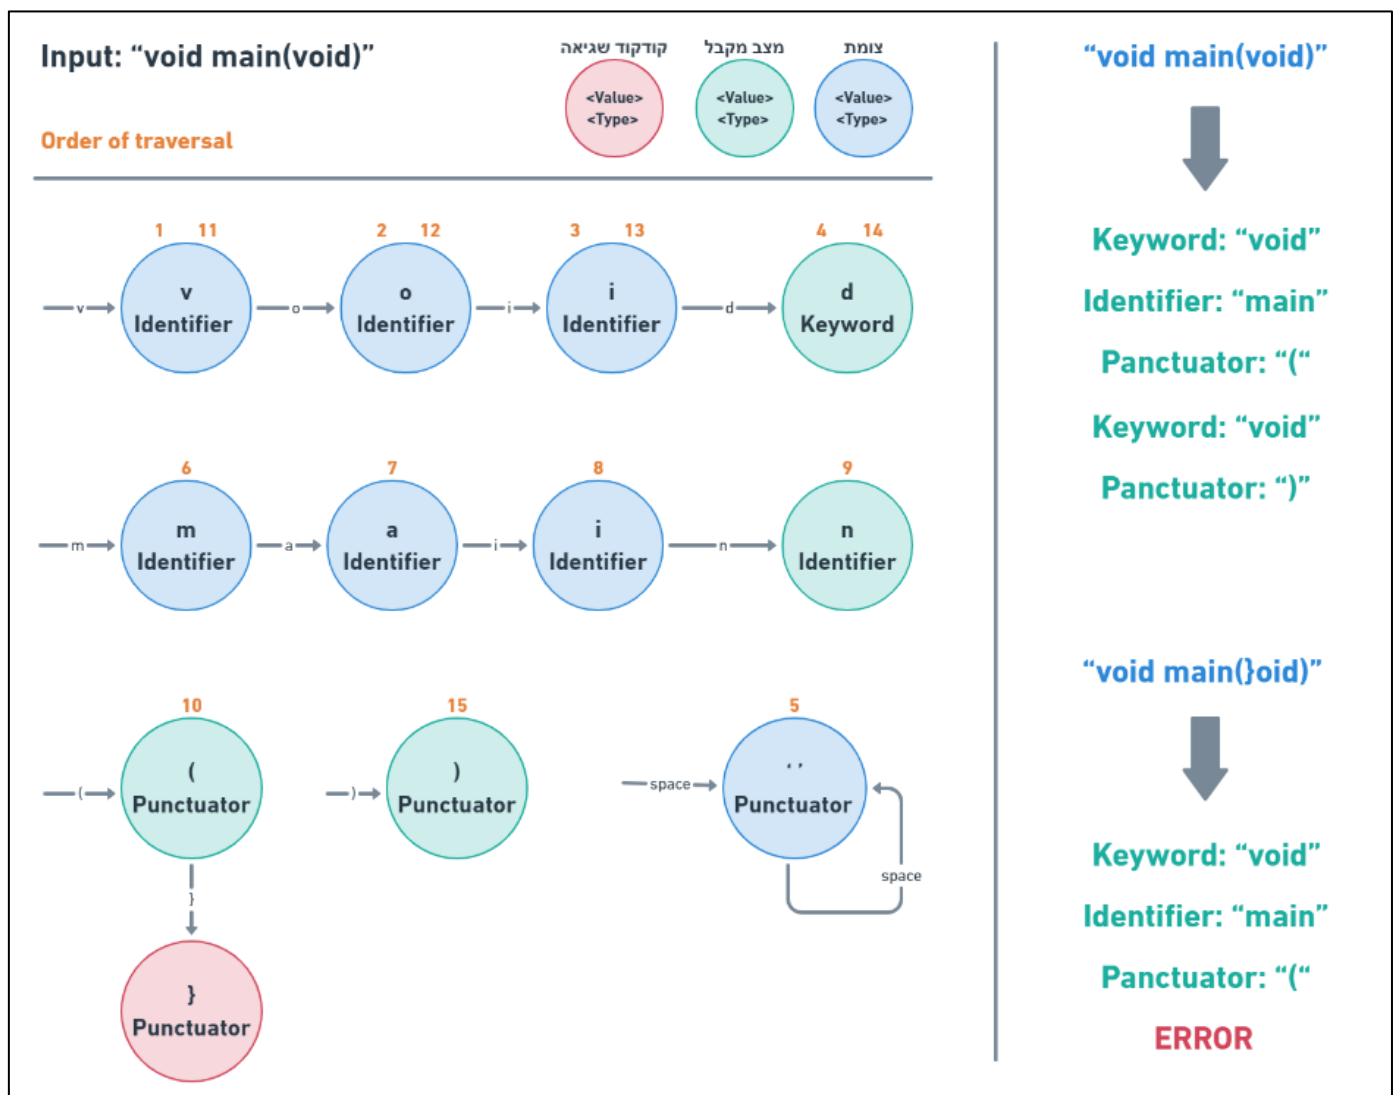 Input: “void main(void)”
קודקוד שגיאה
<Value>
<Type>
מצב מקבל
<Value>
<Type>
צומת
<Value>
<Type>
Order of traversal
1 11
v
v
Identifier
o
2 12
o
Identifier
i
3 13
i
Identifier
d
4 14
d
Keyword
m
6
m
Identifier
a
7
a
Identifier
i
8
i
Identifier
n
9
n
Identifier
(
10
(
Punctuator
}
}
Punctuator
)
15
)
Punctuator
space
5
‘ ’
Punctuator
space
“void main(void)”
Keyword: “void”
Identifier: “main”
Panctuator: “(“
Keyword: “void”
Panctuator: “)”
“void main(}oid)”
Keyword: “void”
Identifier: “main”
Panctuator: “(“
ERROR